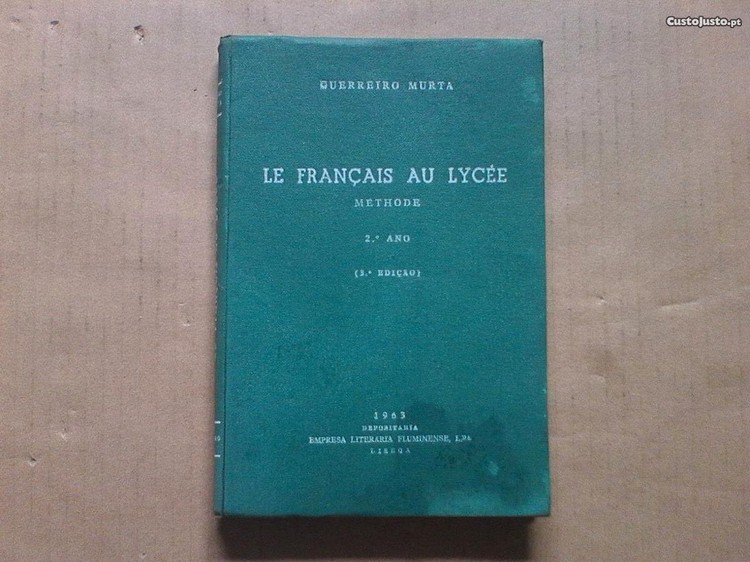 CustoJusto.pt
GUERREIRO MURTA
LE FRANÇAIS AU LYCÉE
MÉTHODE
2.º ANO
(3.ª EDIÇÃO)
1963
DEPOSITARIA
EMPRESA LITERARIA FLUMINENSE, L.DA
LISBOA